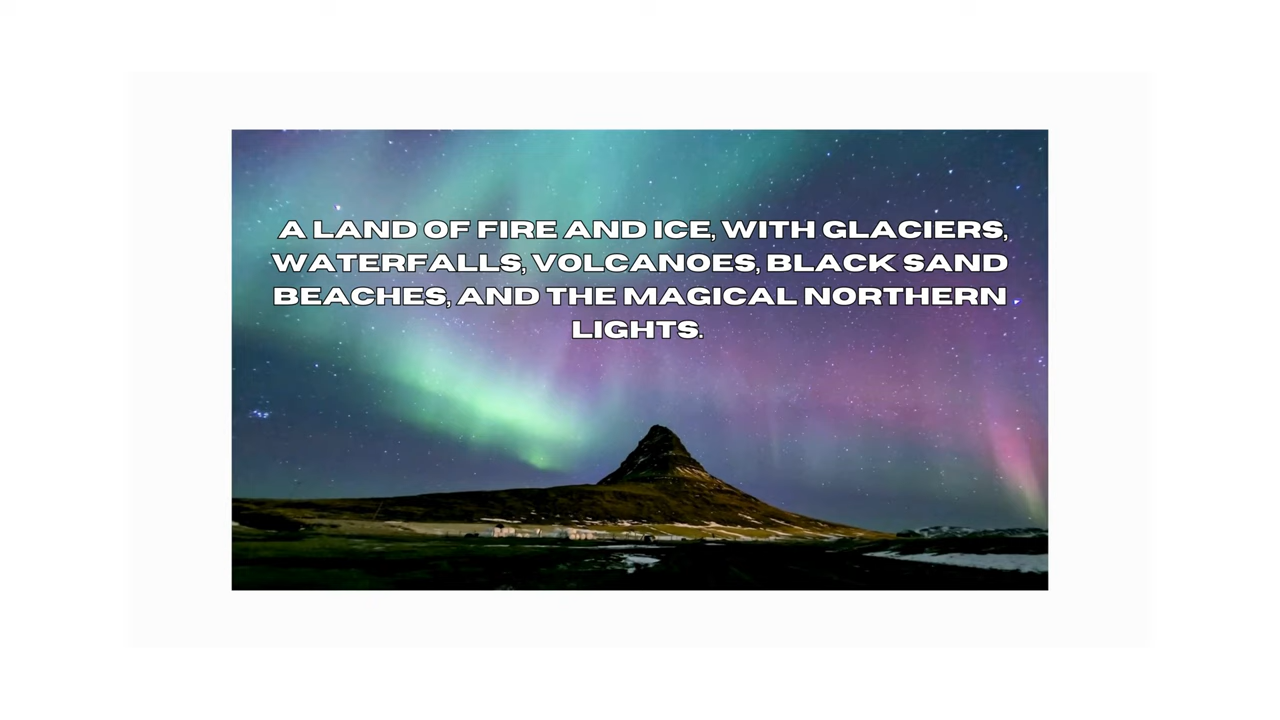 A LAND OF FIRE AND ICE, WITH GLACIERS,
WATERFALLS, VOLCANOES, BLACK SAND
BEACHES, AND THE MAGICAL NORTHERN
LIGHTS.